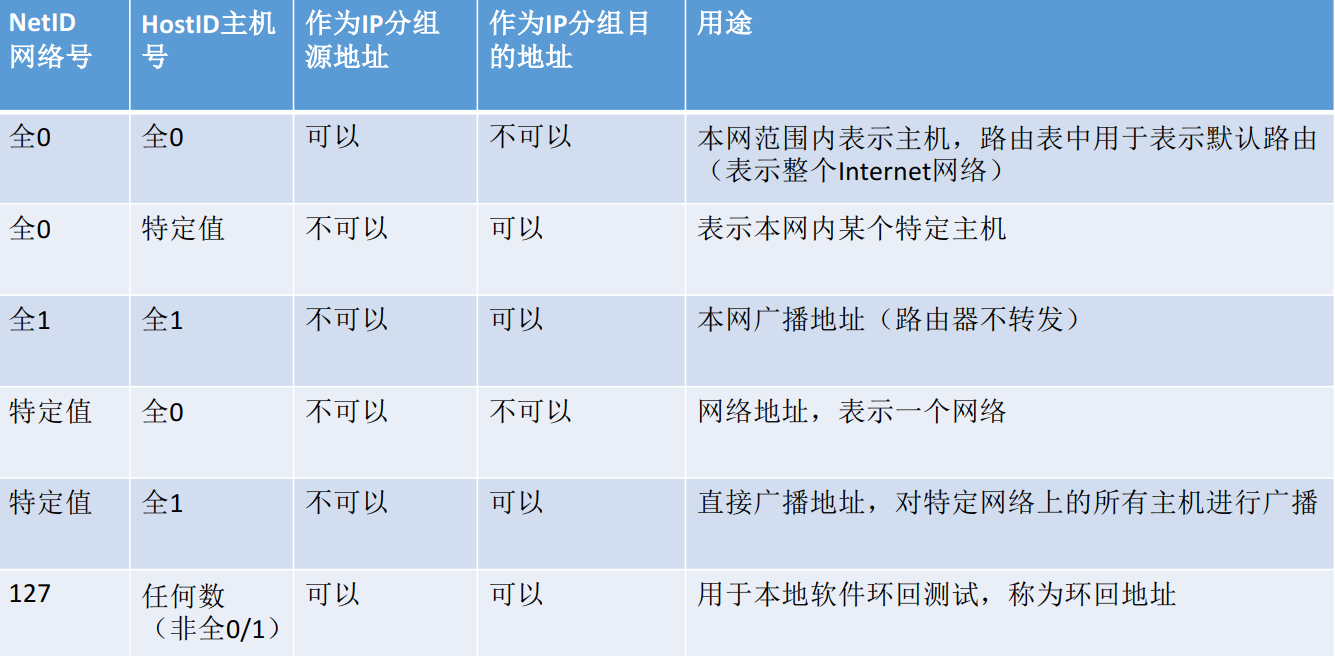 NetID
网络号
HostID主机
号
作为IP分组
源地址
作为IP分组目
的地址
用途
全0
全0
可以
不可以
本网范围内表示主机，路由表中用于表示默认路由
（表示整个Internet网络）
全0
特定值
不可以
可以
表示本网内某个特定主机
全1
全1
不可以
可以
本网广播地址（路由器不转发）
特定值
全0
不可以
不可以
网络地址，表示一个网络
特定值
全1
不可以
可以
直接广播地址，对特定网络上的所有主机进行广播
127
任何数
（非全0/1）
可以
可以
用于本地软件环回测试，称为环回地址